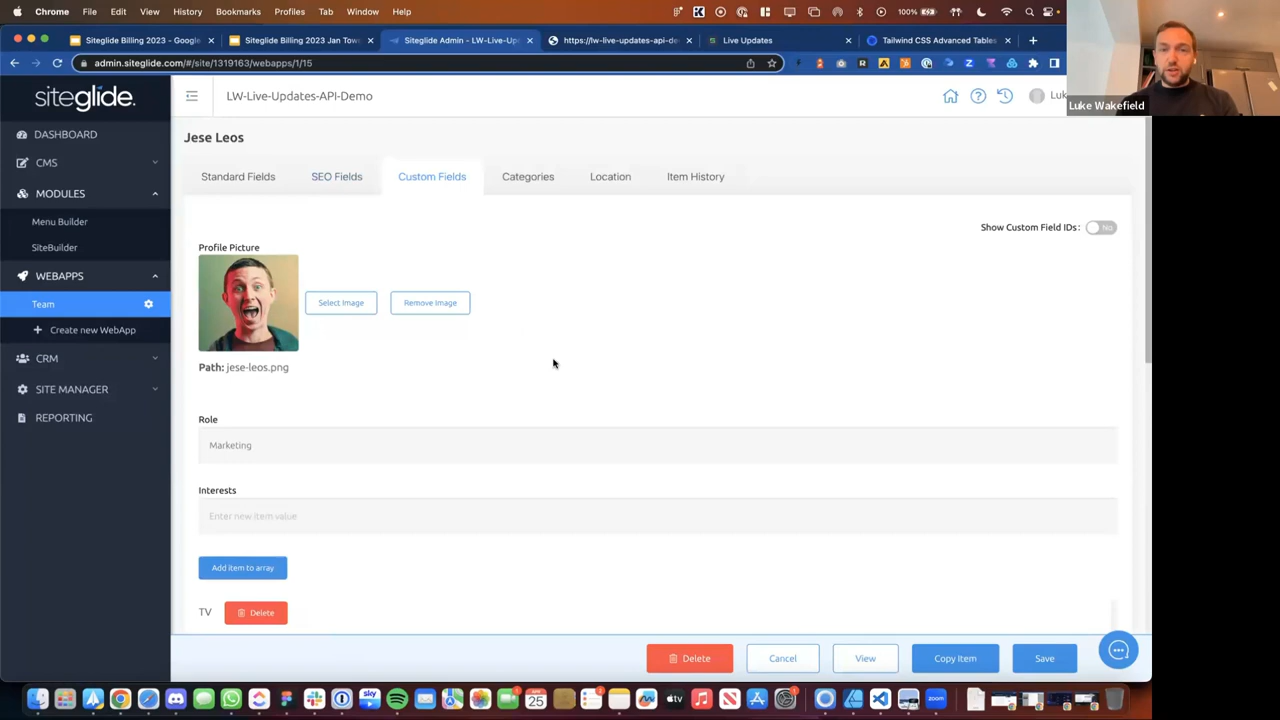 Chrome File Edit View History Bookmarks Profiles Tab Window Help 100%
Siteglide Billing 2023 - Google
Siteglide Billing 2023 Jan Tow
Siteglide Admin - LW-Live-Up
https://lw-live-updates-api-de
Live Updates
Tailwind CSS Advanced Tables
admin.siteglide.com/#/site/1319163/webapps/1/15
siteglide.
LW-Live-Updates-API-Demo
Luke Wakefield
DASHBOARD
CMS
MODULES
Menu Builder
SiteBuilder
WEBAPPS
Team
Create new WebApp
CRM
SITE MANAGER
REPORTING
Jese Leos
Standard Fields SEO Fields Custom Fields Categories Location Item History
Show Custom Field IDs: No
Profile Picture
Select Image Remove Image
Path: jese-leos.png
Role
Marketing
Interests
Enter new item value
Add item to array
TV Delete
Delete Cancel View Copy Item Save
SEP
25
sky
zoom